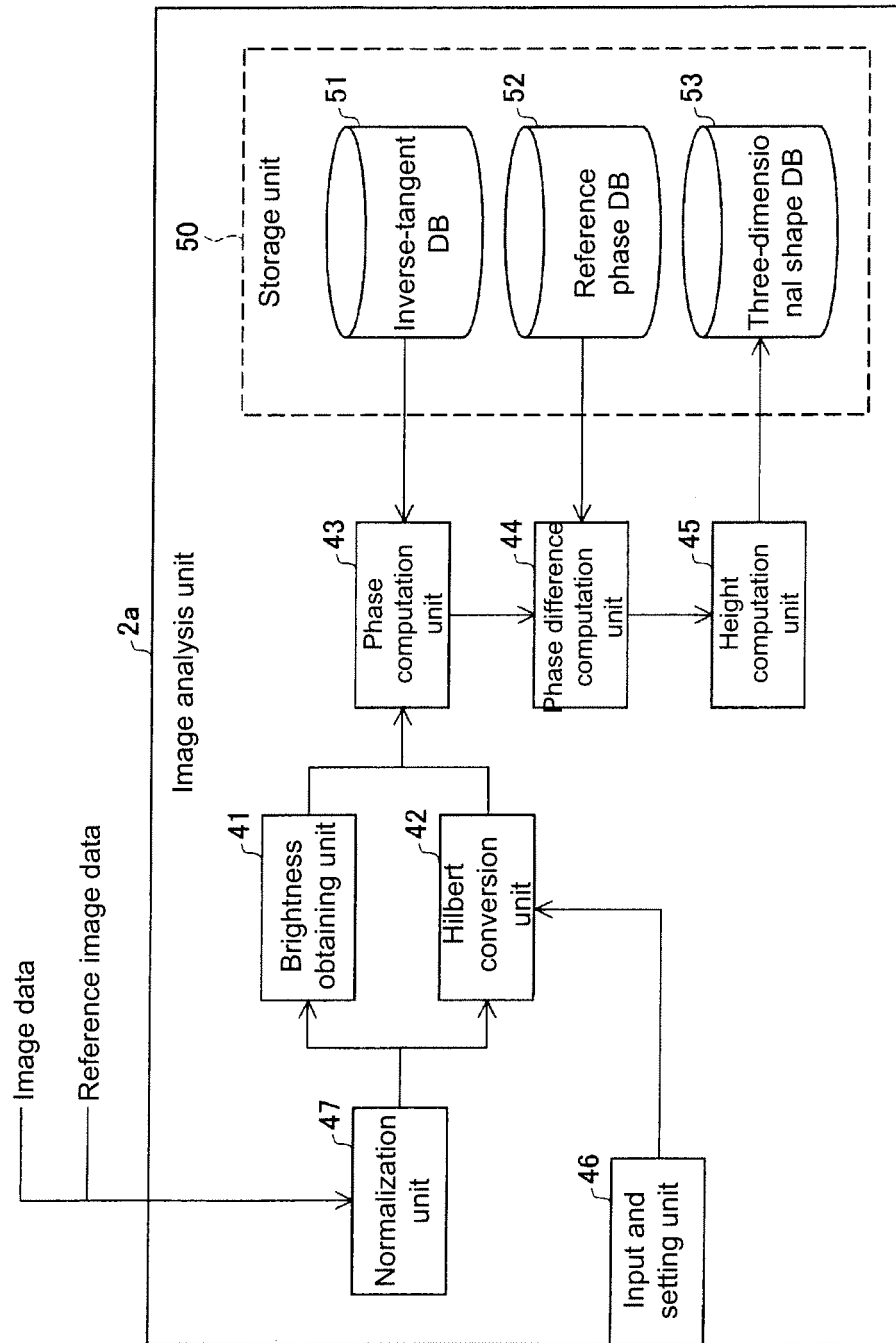 Image data
Reference image data
2a
Image analysis unit
47
Normalization
unit
41
Brightness
obtaining unit
42
Hilbert
conversion
unit
46
Input and
setting unit
43
Phase
computation
unit
44
Phase difference
computation
unit
45
Height
computation
unit
50
Storage unit
51
Inverse-tangent
DB
52
Reference
phase DB
53
Three-dimensio
nal shape DB